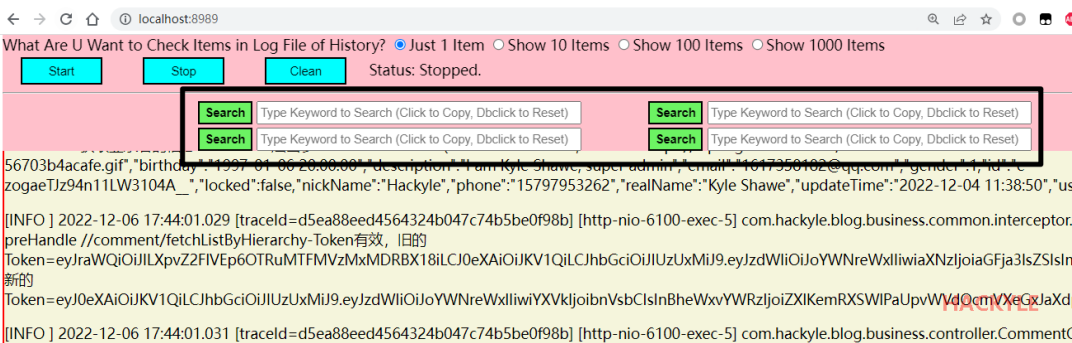 localhost:8989
What Are U Want to Check Items in Log File of History? Just 1 Item Show 10 Items Show 100 Items Show 1000 Items
Start Stop Clean Status: Stopped.
Search Type Keyword to Search (Click to Copy, Dbclick to Reset) Search Type Keyword to Search (Click to Copy, Dbclick to Reset)
Search Type Keyword to Search (Click to Copy, Dbclick to Reset) Search Type Keyword to Search (Click to Copy, Dbclick to Reset)
56703b4acafe.gif","birthday":"1997-01-06 20:00:00","description":"I am Kyle Shawe, super admin","email":"1617358182@qq.com","gender":1,"id":"c
zogaeTJz94n11LW3104A__","locked":false,"nickName":"Hackyle","phone":"15797953262","realName":"Kyle Shawe","updateTime":"2022-12-04 11:38:50","us
[INFO ] 2022-12-06 17:44:01.029 [traceId=d5ea88eed4564324b047c74b5be0f98b] [http-nio-6100-exec-5] com.hackyle.blog.business.common.interceptor.
preHandle //comment/fetchListByHierarchy-Token有效，旧的
Token=eyJraWQiOiJILXpvZ2FlVEp6OTRuMTFMVzMxMDRBX18iLCJ0eXAiOiJKV1QiLCJhbGciOiJIUzUxMiJ9.eyJzdWIiOiJoYWNreWxlIiwiaXNzIjoiaGFja3lsZSIsIn
新的
Token=eyJ0eXAiOiJKV1QiLCJhbGciOiJIUzUxMiJ9.eyJzdWIiOiJoYWNreWxlIiwiYXVkIjoibnVsbCIsInBheWxvYWRzIjoiZXlKemRXSWlPaUpvWVdOcmVXeGxJaXd
HACKYLE
[INFO ] 2022-12-06 17:44:01.031 [traceId=d5ea88eed4564324b047c74b5be0f98b] [http-nio-6100-exec-5] com.hackyle.blog.business.controller.CommentC